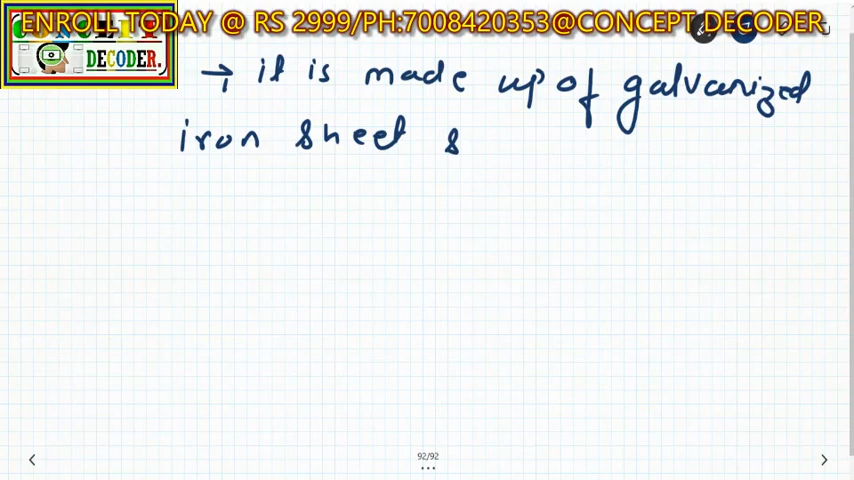 ENROLL TODAY @ RS 2999/PH:7008420353@CONCEPT DECODER.
DECODER.
→ it is made up of galvanized
iron sheet s
92/92